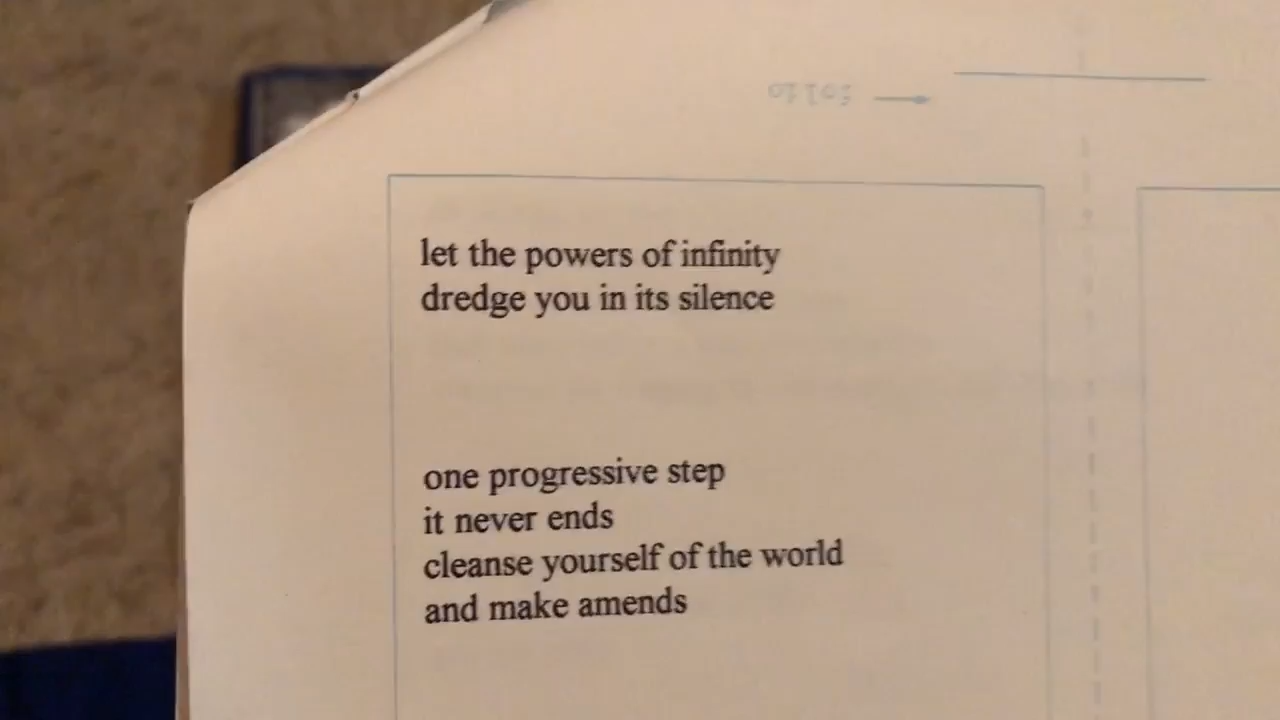 folio
let the powers of infinity
dredge you in its silence
one progressive step
it never ends
cleanse yourself of the world
and make amends